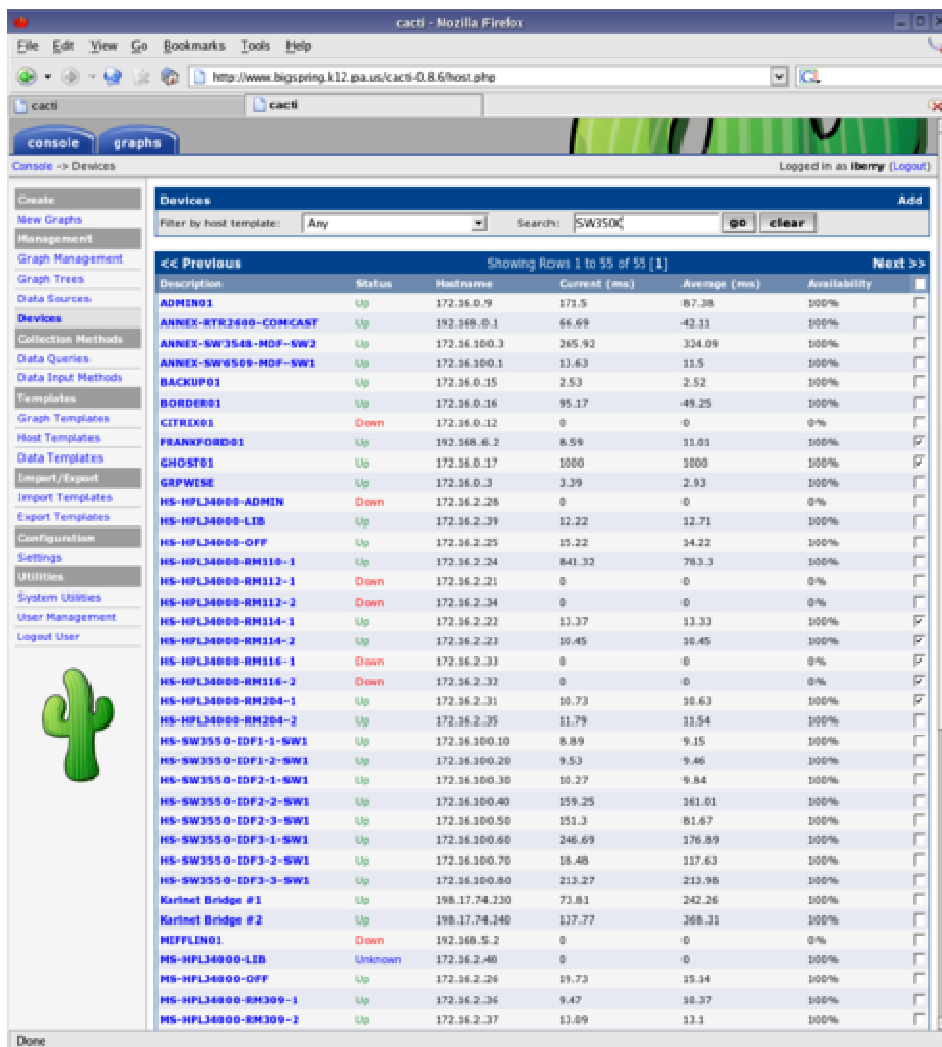 cacti - Mozilla Firefox
File Edit View Go Bookmarks Tools Help
http://www.bigspring.k12.pa.us/cacti-0.8.6/host.php
cacti cacti
console graphs
Console -> Devices Logged in as iberry (Logout)
Create
New Graphs
Management
Graph Management
Graph Trees
Data Sources
Devices
Collection Methods
Data Queries
Data Input Methods
Templates
Graph Templates
Host Templates
Data Templates
Import/Export
Import Templates
Export Templates
Configuration
Settings
Utilities
System Utilities
User Management
Logout User
Devices Add
Filter by host template: Any Search: go clear
<< Previous Showing Rows 1 to 55 of 55 [1] Next >>
Description Status Hostname Current (ms) Average (ms) Availability
ADMIN01 Up 172.16.0.9 171.5 87.38 100%
ANNEX-RTR2600-COMCAST Up 192.168.0.1 66.69 42.11 100%
ANNEX-SW3548-MDF-SW2 Up 172.16.100.3 265.92 324.09 100%
ANNEX-SW6509-MDF-SW1 Up 172.16.100.1 13.63 11.5 100%
BACKUP01 Up 172.16.0.15 2.53 2.52 100%
BORDER01 Up 172.16.0.16 95.17 49.25 100%
CITRIX01 Down 172.16.0.12 0 0 0%
FRANKFORD01 Up 192.168.6.2 8.59 11.01 100%
GHOST01 Up 172.16.0.17 1000 1000 100%
GRPWISE Up 172.16.0.3 3.39 2.93 100%
HS-HPLJ4000-ADMIN Down 172.16.2.28 0 0 0%
HS-HPLJ4000-LIB Up 172.16.2.39 12.22 12.71 100%
HS-HPLJ4000-OFF Up 172.16.2.25 15.22 14.22 100%
HS-HPLJ4000-RM110-1 Up 172.16.2.24 841.32 783.3 100%
HS-HPLJ4000-RM112-1 Down 172.16.2.21 0 0 0%
HS-HPLJ4000-RM112-2 Down 172.16.2.34 0 0 0%
HS-HPLJ4000-RM114-1 Up 172.16.2.22 13.37 13.33 100%
HS-HPLJ4000-RM114-2 Up 172.16.2.23 10.45 10.45 100%
HS-HPLJ4000-RM116-1 Down 172.16.2.33 0 0 0%
HS-HPLJ4000-RM116-2 Down 172.16.2.32 0 0 0%
HS-HPLJ4000-RM204-1 Up 172.16.2.31 10.73 10.63 100%
HS-HPLJ4000-RM204-2 Up 172.16.2.35 11.79 11.54 100%
HS-SW3550-IDF1-1-SW1 Up 172.16.100.10 8.89 9.15 100%
HS-SW3550-IDF1-2-SW1 Up 172.16.100.20 9.53 9.46 100%
HS-SW3550-IDF2-1-SW1 Up 172.16.100.30 10.27 9.84 100%
HS-SW3550-IDF2-2-SW1 Up 172.16.100.40 159.25 161.01 100%
HS-SW3550-IDF2-3-SW1 Up 172.16.100.50 151.3 81.67 100%
HS-SW3550-IDF3-1-SW1 Up 172.16.100.60 246.69 176.89 100%
HS-SW3550-IDF3-2-SW1 Up 172.16.100.70 18.48 117.63 100%
HS-SW3550-IDF3-3-SW1 Up 172.16.100.80 213.27 213.98 100%
Karlnet Bridge #1 Up 198.17.74.230 73.81 242.26 100%
Karlnet Bridge #2 Up 198.17.74.240 137.77 368.31 100%
MIFFLIN01 Down 192.168.5.2 0 0 0%
MS-HPLJ4000-LIB Unknown 172.16.2.40 0 0 100%
MS-HPLJ4000-OFF Up 172.16.2.26 19.73 15.14 100%
MS-HPLJ4000-RM309-1 Up 172.16.2.36 9.47 10.37 100%
MS-HPLJ4000-RM309-2 Up 172.16.2.37 13.09 13.1 100%
Done